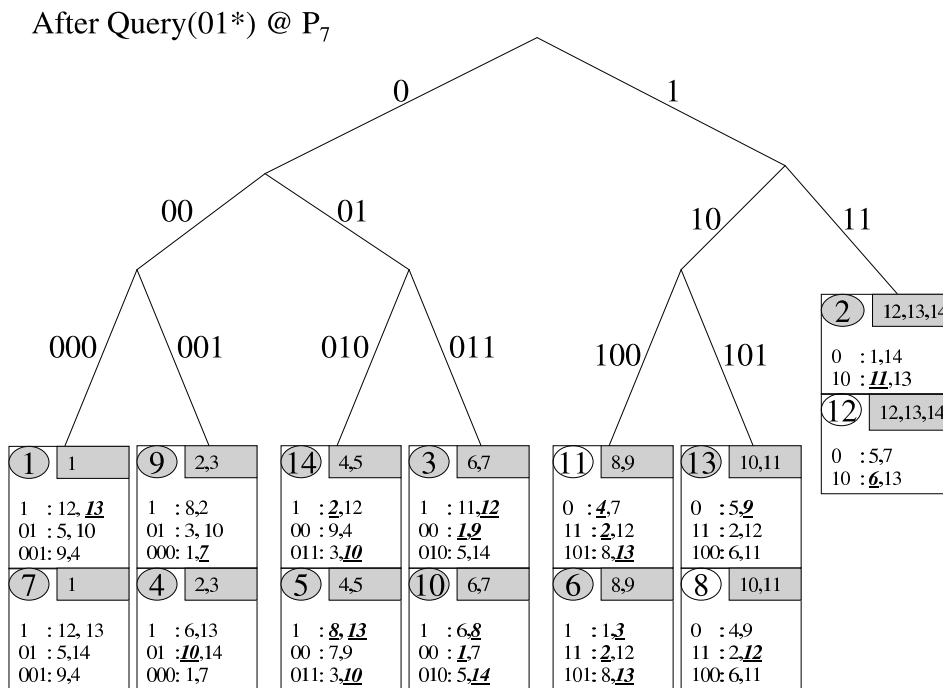 After Query(01*) @ P7
0
1
00
01
10
11
000
001
010
011
100
101
2 12,13,14
0 : 1,14
10 : 11,13
12 12,13,14
0 : 5,7
10 : 6,13
1 1
1 : 12, 13
01 : 5, 10
001: 9,4
9 2,3
1 : 8,2
01 : 3, 10
000: 1,7
14 4,5
1 : 2,12
00 : 9,4
011: 3,10
3 6,7
1 : 11,12
00 : 1,9
010: 5,14
11 8,9
0 : 4,7
11 : 2,12
101: 8,13
13 10,11
0 : 5,9
11 : 2,12
100: 6,11
7 1
1 : 12, 13
01 : 5,14
001: 9,4
4 2,3
1 : 6,13
01 : 10,14
000: 1,7
5 4,5
1 : 8, 13
00 : 7,9
011: 3,10
10 6,7
1 : 6,8
00 : 1,7
010: 5,14
6 8,9
1 : 1,3
11 : 2,12
101: 8,13
8 10,11
0 : 4,9
11 : 2,12
100: 6,11